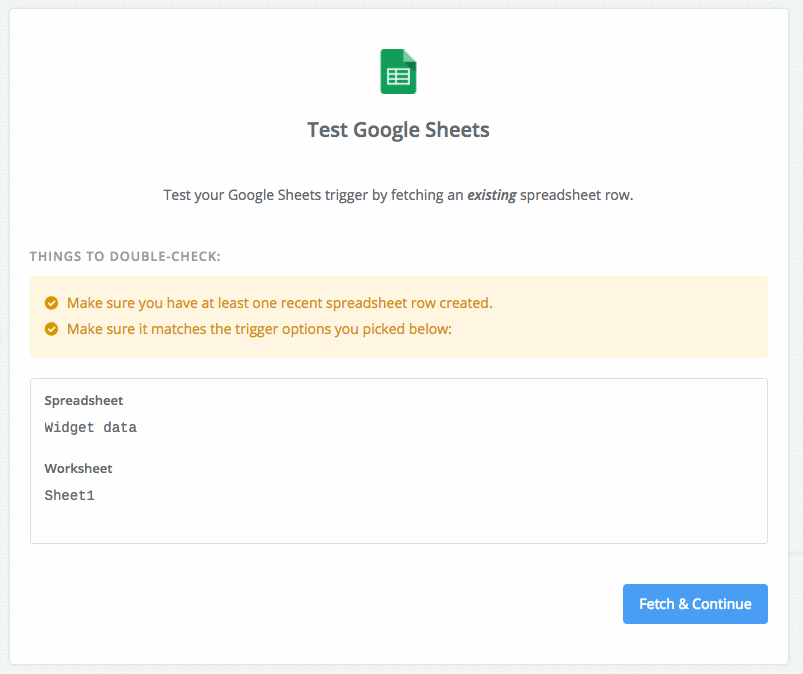 Test Google Sheets
Test your Google Sheets trigger by fetching an existing spreadsheet row.
THINGS TO DOUBLE-CHECK:
Make sure you have at least one recent spreadsheet row created.
Make sure it matches the trigger options you picked below:
Spreadsheet
Widget data
Worksheet
Sheet1
Fetch & Continue